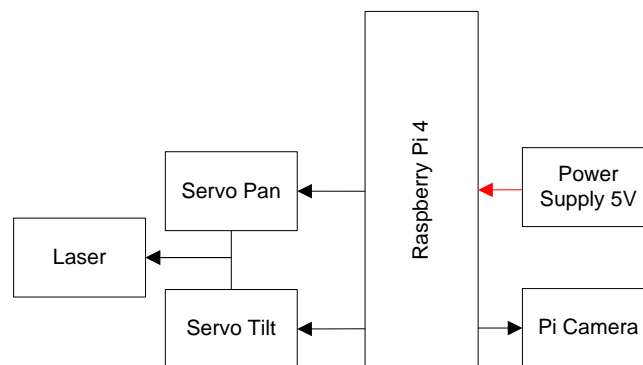 Raspberry Pi 4
Servo Pan
Power
Supply 5V
Laser
Servo Tilt
Pi Camera